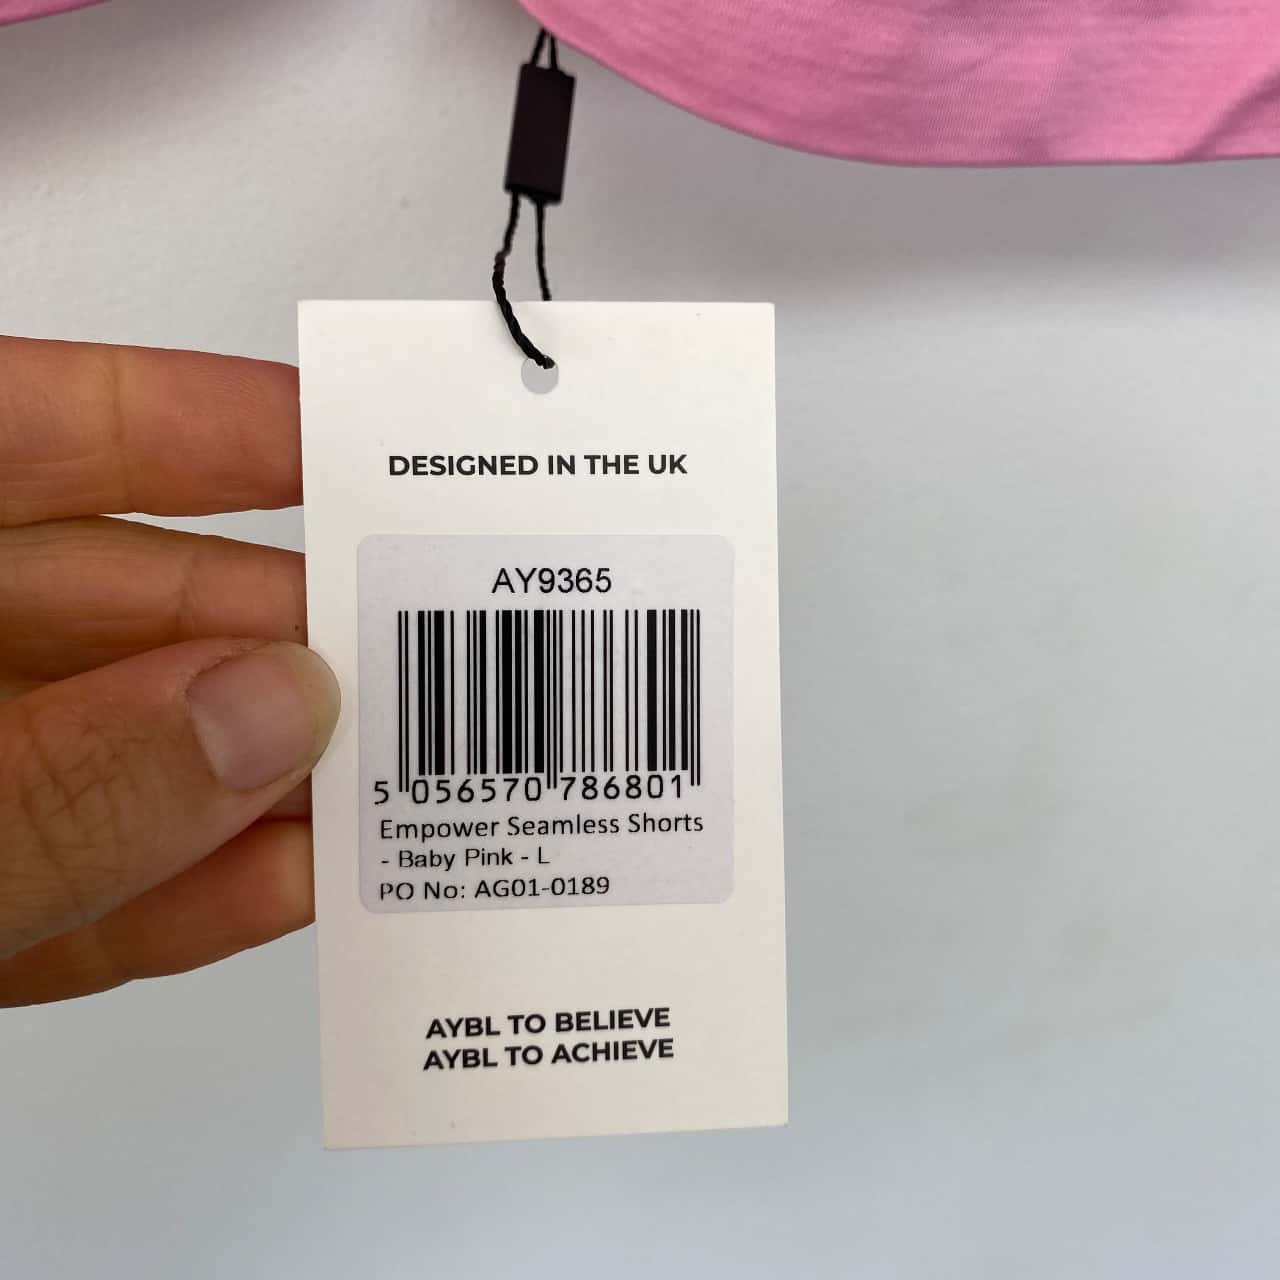 DESIGNED IN THE UK
AY9365
5 056570 786801
Empower Seamless Shorts
- Baby Pink - L
PO No: AG01-0189
AYBL TO BELIEVE
AYBL TO ACHIEVE